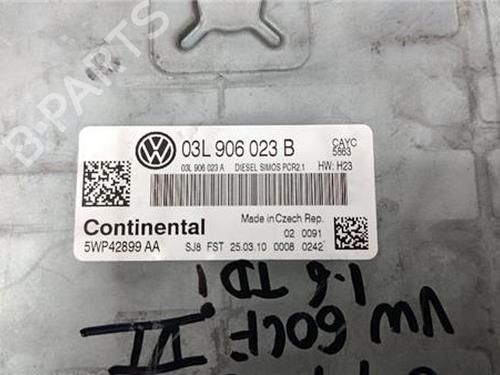 B-PARTS
03L 906 023 B
CAYC
5863
03L 906 023 A DIESEL SIMOS PCR2.1 HW: H23
Continental
Made in Czech Rep.
02 0091
5WP42899 AA
SJ8 FST 25.03.10 0008 0242
VW GOLF VI
1.6 TDI